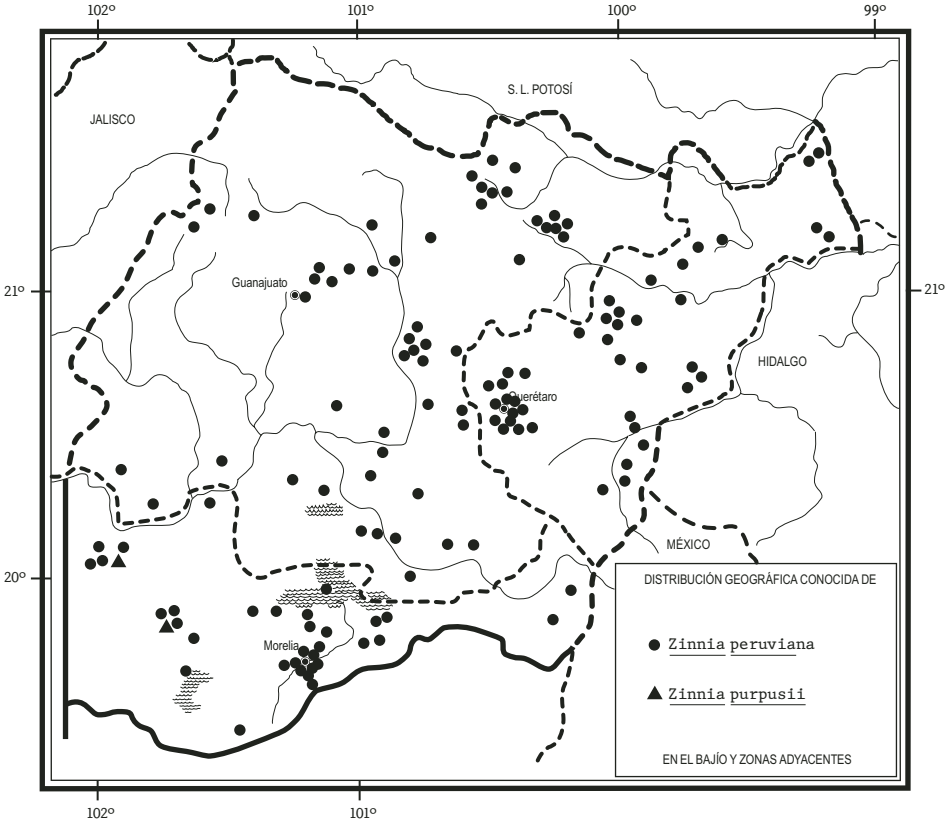 102º 101º 100º 99º
S. L. POTOSÍ
JALISCO
Guanajuato
21º 21º
HIDALGO
Querétaro
MÉXICO
20º
DISTRIBUCIÓN GEOGRÁFICA CONOCIDA DE
Zinnia peruviana
Morelia
Zinnia purpusii
EN EL BAJÍO Y ZONAS ADYACENTES
102º 101º